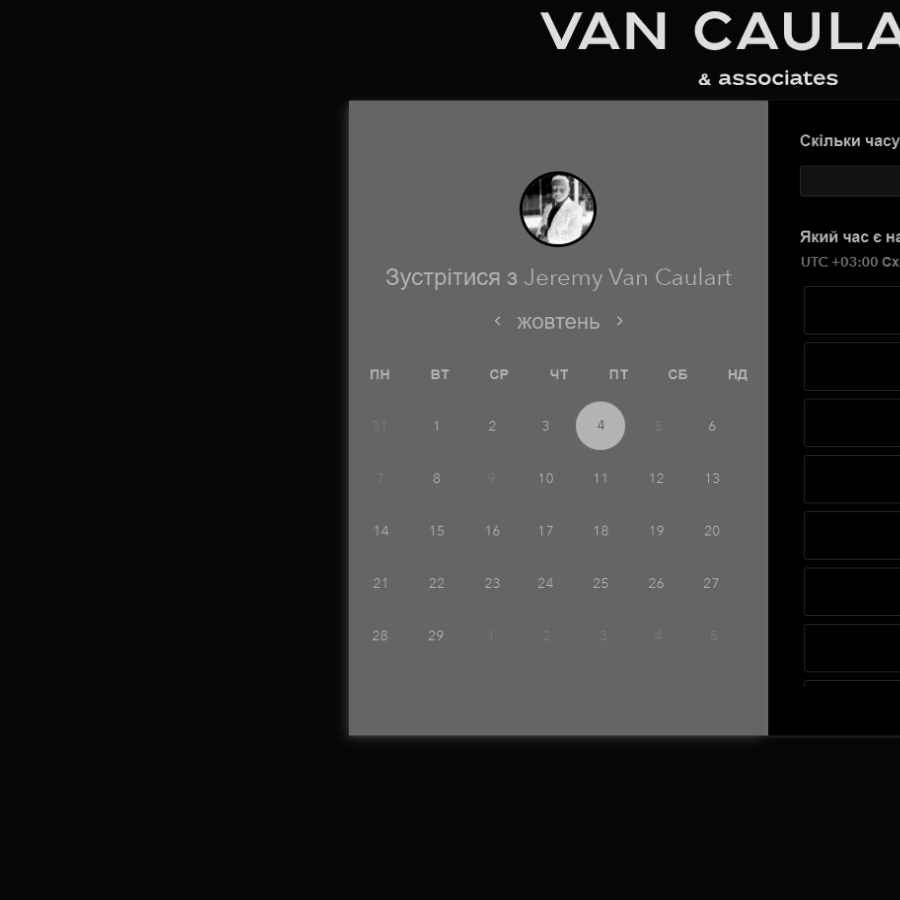 VAN CAULA
& associates
Скільки часу
Зустрітися з Jeremy Van Caulart
Який час є на
UTC +03:00 Сх
жовтень
ПН ВТ СР ЧТ ПТ СБ НД
31 1 2 3 4 5 6
7 8 9 10 11 12 13
14 15 16 17 18 19 20
21 22 23 24 25 26 27
28 29 1 2 3 4 5